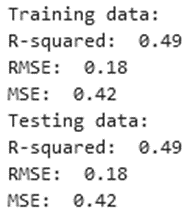 Training data:
R-squared:  0.49
RMSE:  0.18
MSE:  0.42
Testing data:
R-squared:  0.49
RMSE:  0.18
MSE:  0.42